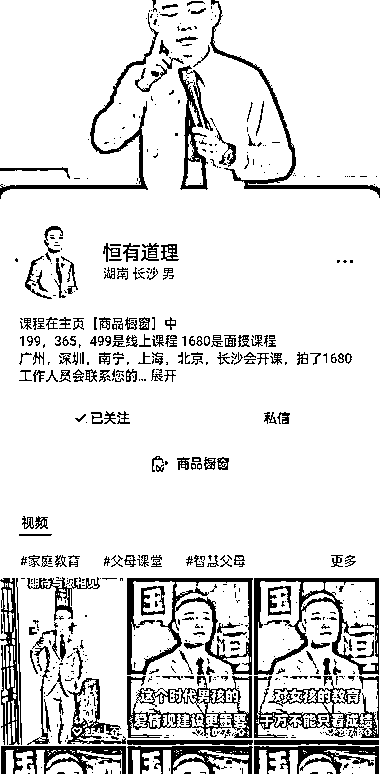 恒有道理
湖南 长沙 男
课程在主页【商品橱窗】中
199，365，499是线上课程 1680是面授课程
广州，深圳，南宁，上海，北京，长沙会开课，拍了1680
工作人员会联系您的... 展开
已关注
私信
商品橱窗
视频
#家庭教育 #父母课堂 #智慧父母 更多
期待与您相见
这个时代男孩的
对女孩的教育
千万不能只看成绩